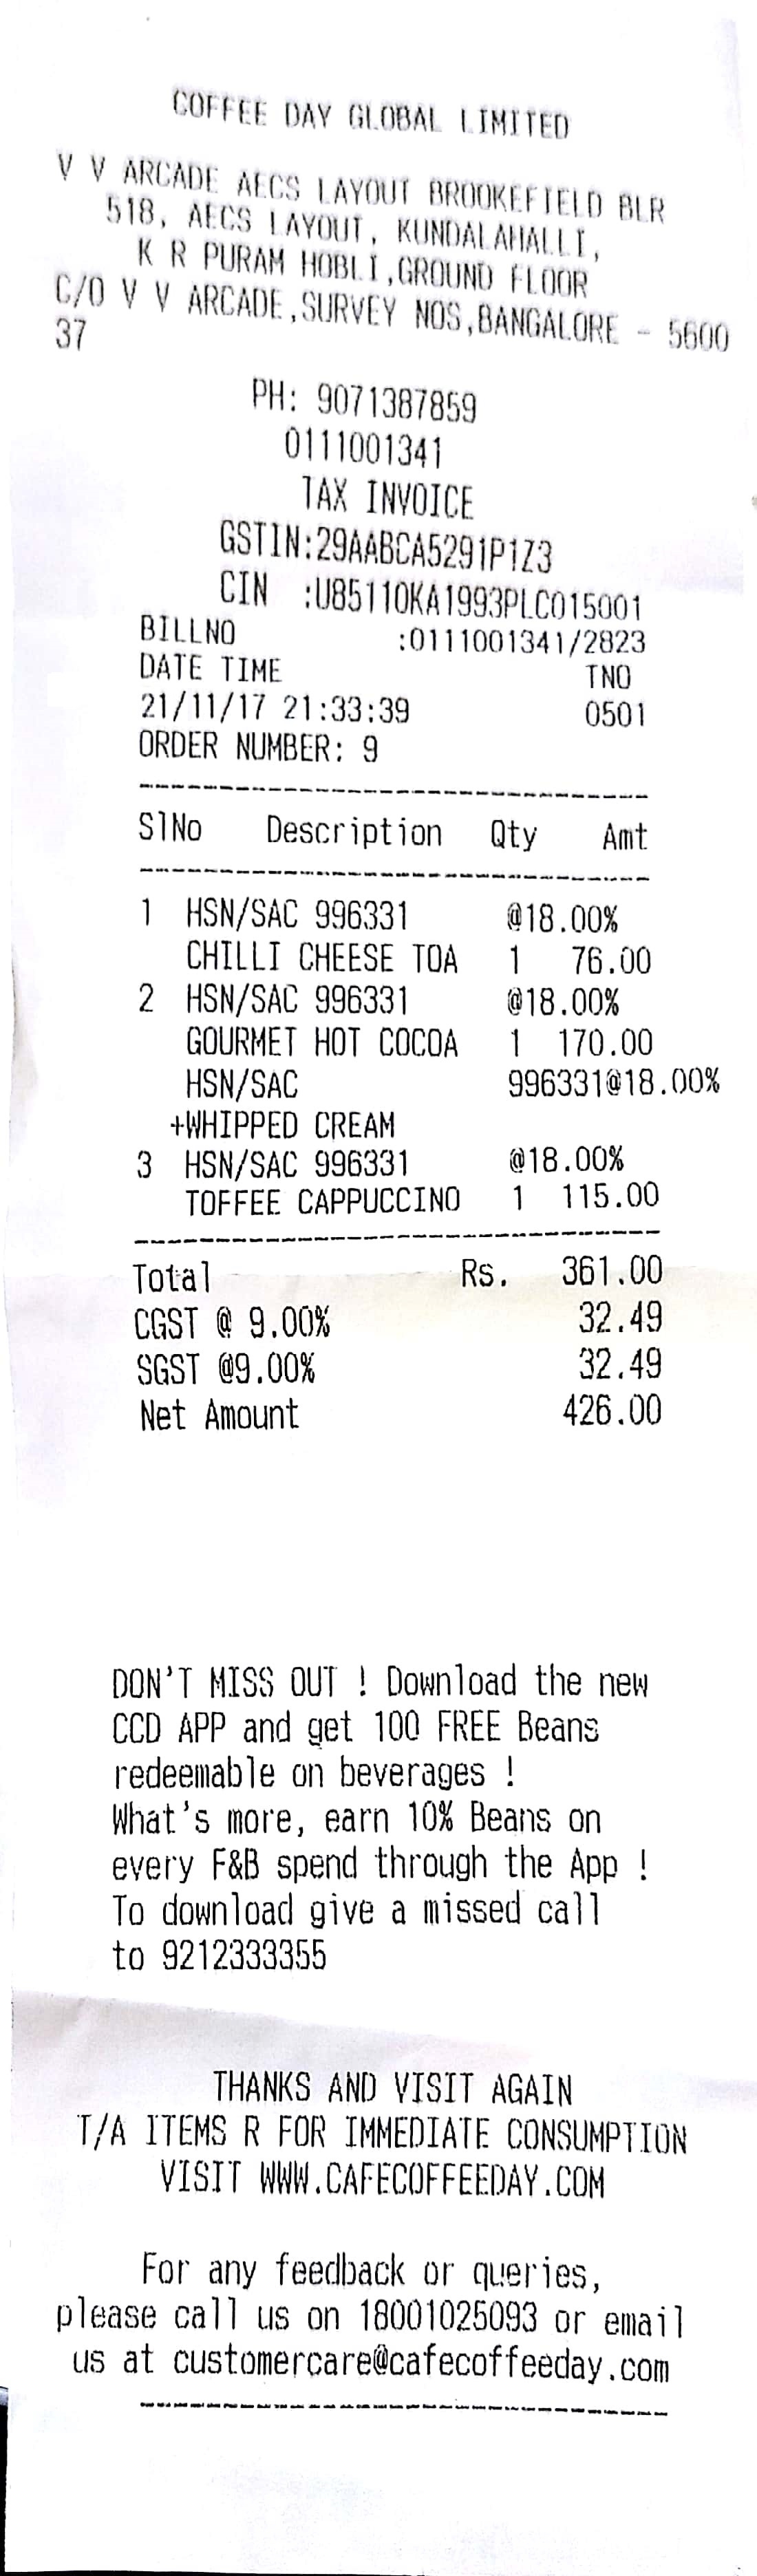 COFFEE DAY GLOBAL LIMITED
V V ARCADE AECS LAYOUT BROOKEFIELD BLR
518, AECS LAYOUT, KUNDALAHALLI,
K R PURAM HOBLI,GROUND FLOOR
C/O V V ARCADE,SURVEY NOS,BANGALORE - 5600
37
PH: 9071387859
0111001341
TAX INVOICE
GSTIN:29AABCA5291P1Z3
CIN :U85110KA1993PLC015001
BILLNO :0111001341/2823
DATE TIME TNO
21/11/17 21:33:39 0501
ORDER NUMBER: 9
SlNo Description Qty Amt
1 HSN/SAC 996331 @18.00%
CHILLI CHEESE TOA 1 76.00
2 HSN/SAC 996331 @18.00%
GOURMET HOT COCOA 1 170.00
HSN/SAC 996331@18.00%
+WHIPPED CREAM
3 HSN/SAC 996331 @18.00%
TOFFEE CAPPUCCINO 1 115.00
Total Rs. 361.00
CGST @ 9.00% 32.49
SGST @9.00% 32.49
Net Amount 426.00
DON'T MISS OUT ! Download the new
CCD APP and get 100 FREE Beans
redeemable on beverages !
What's more, earn 10% Beans on
every F&B spend through the App !
To download give a missed call
to 9212333355
THANKS AND VISIT AGAIN
T/A ITEMS R FOR IMMEDIATE CONSUMPTION
VISIT WWW.CAFECOFFEEDAY.COM
For any feedback or queries,
please call us on 18001025093 or email
us at customercare@cafecoffeeday.com